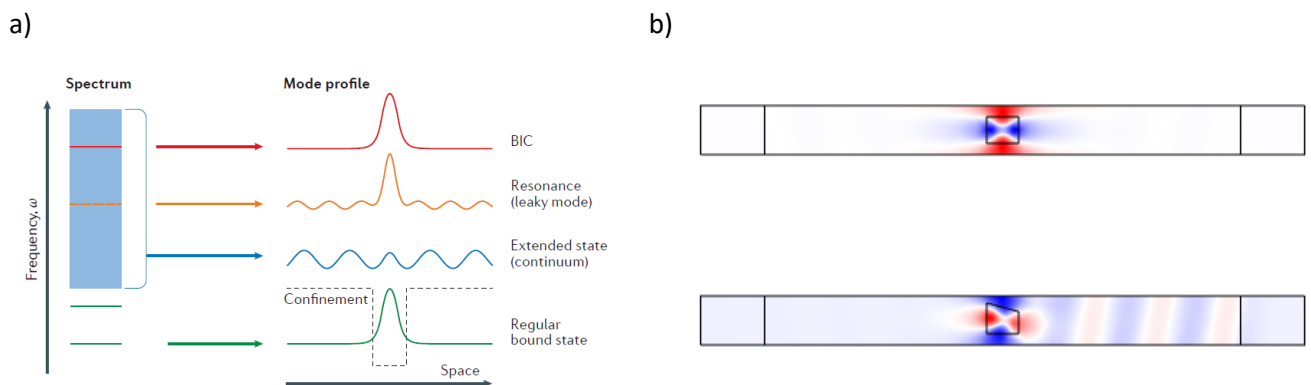 a)
b)
Spectrum
Mode profile
Frequency, ω
BIC
Resonance
(leaky mode)
Extended state
(continuum)
Confinement
Regular
bound state
Space